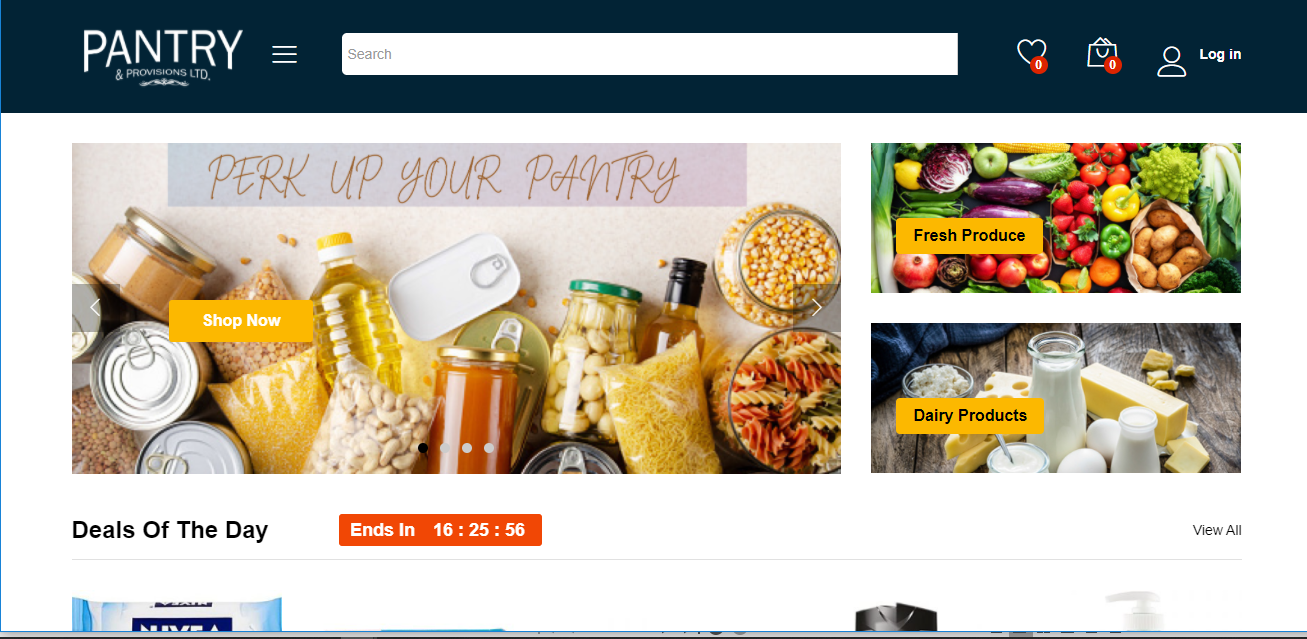 PANTRY
& PROVISIONS LTD.
Search
0
0
Log in
PERK UP YOUR PANTRY
Shop Now
Fresh Produce
Dairy Products
Deals Of The Day
Ends In 16 : 25 : 56
View All
NIVEA